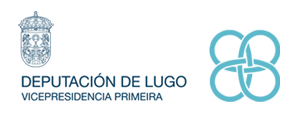 DEPUTACIÓN DE LUGO
VICEPRESIDENCIA PRIMEIRA